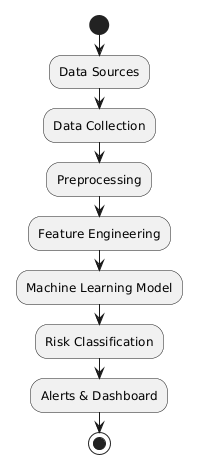 Data Sources
Data Collection
Preprocessing
Feature Engineering
Machine Learning Model
Risk Classification
Alerts & Dashboard